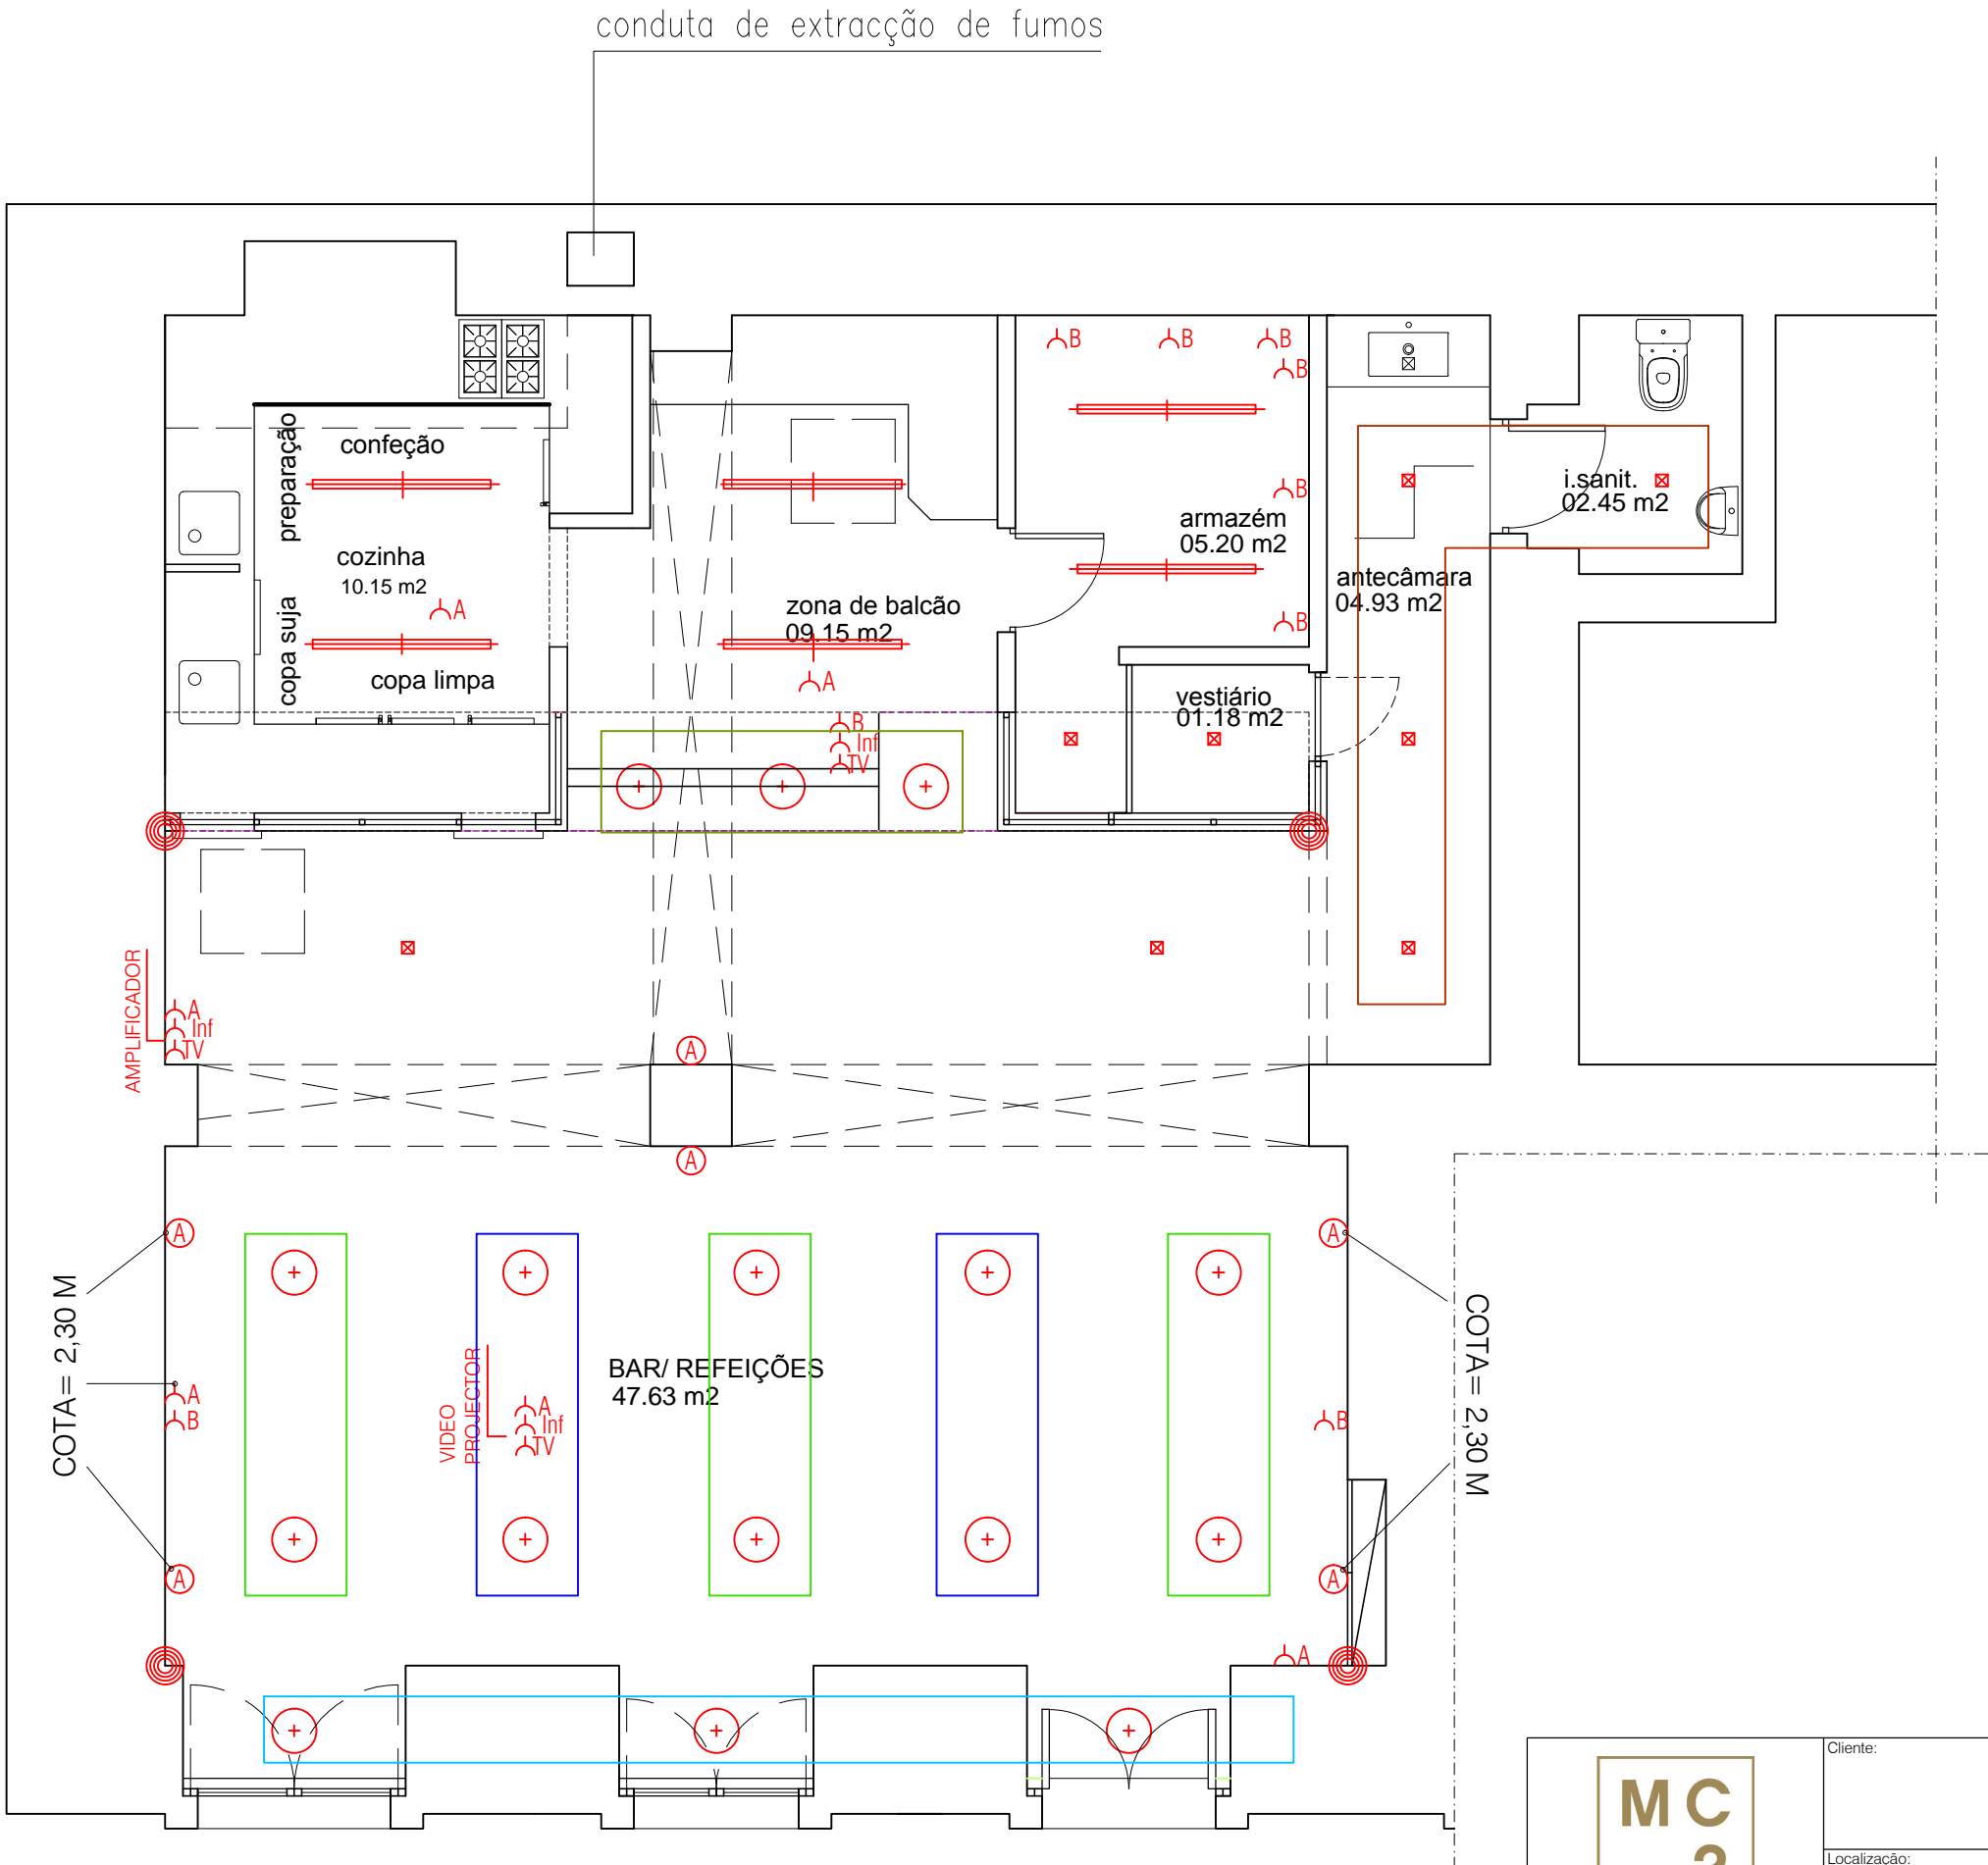 conduta de extracção de fumos
B
B
B
B
preparação
confeção
i.sanit.
02.45 m2
B
armazém
05.20 m2
cozinha
10.15 m2
antecâmara
04.93 m2
A
copa suja
zona de balcão
09.15 m2
B
copa limpa
A
vestiário
01.18 m2
B
Inf
TV
AMPLIFICADOR
A
Inf
TV
A
A
A
A
COTA= 2,30 M
COTA= 2,30 M
BAR/ REFEIÇÕES
47.63 m2
VIDEO
PROJECTOR
A
Inf
TV
A
B
B
A
A
A
Cliente:
MC
2
Localização: